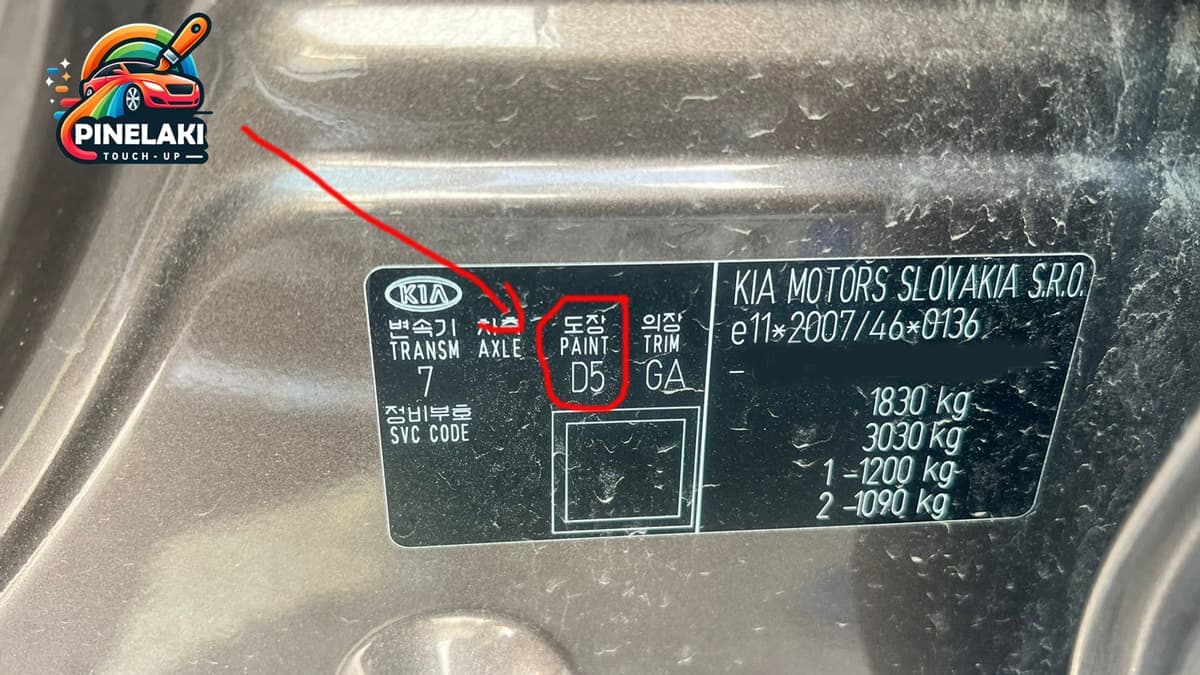 PINELAKI
TOUCH-UP
KIA
변속기 차축 도장 의장
TRANSM AXLE PAINT TRIM
7 D5 GA
정비부호
SVC CODE
KIA MOTORS SLOVAKIA S.R.O.
e11*2007/46*0136
-
1830 kg
3030 kg
1 -1200 kg
2 -1090 kg